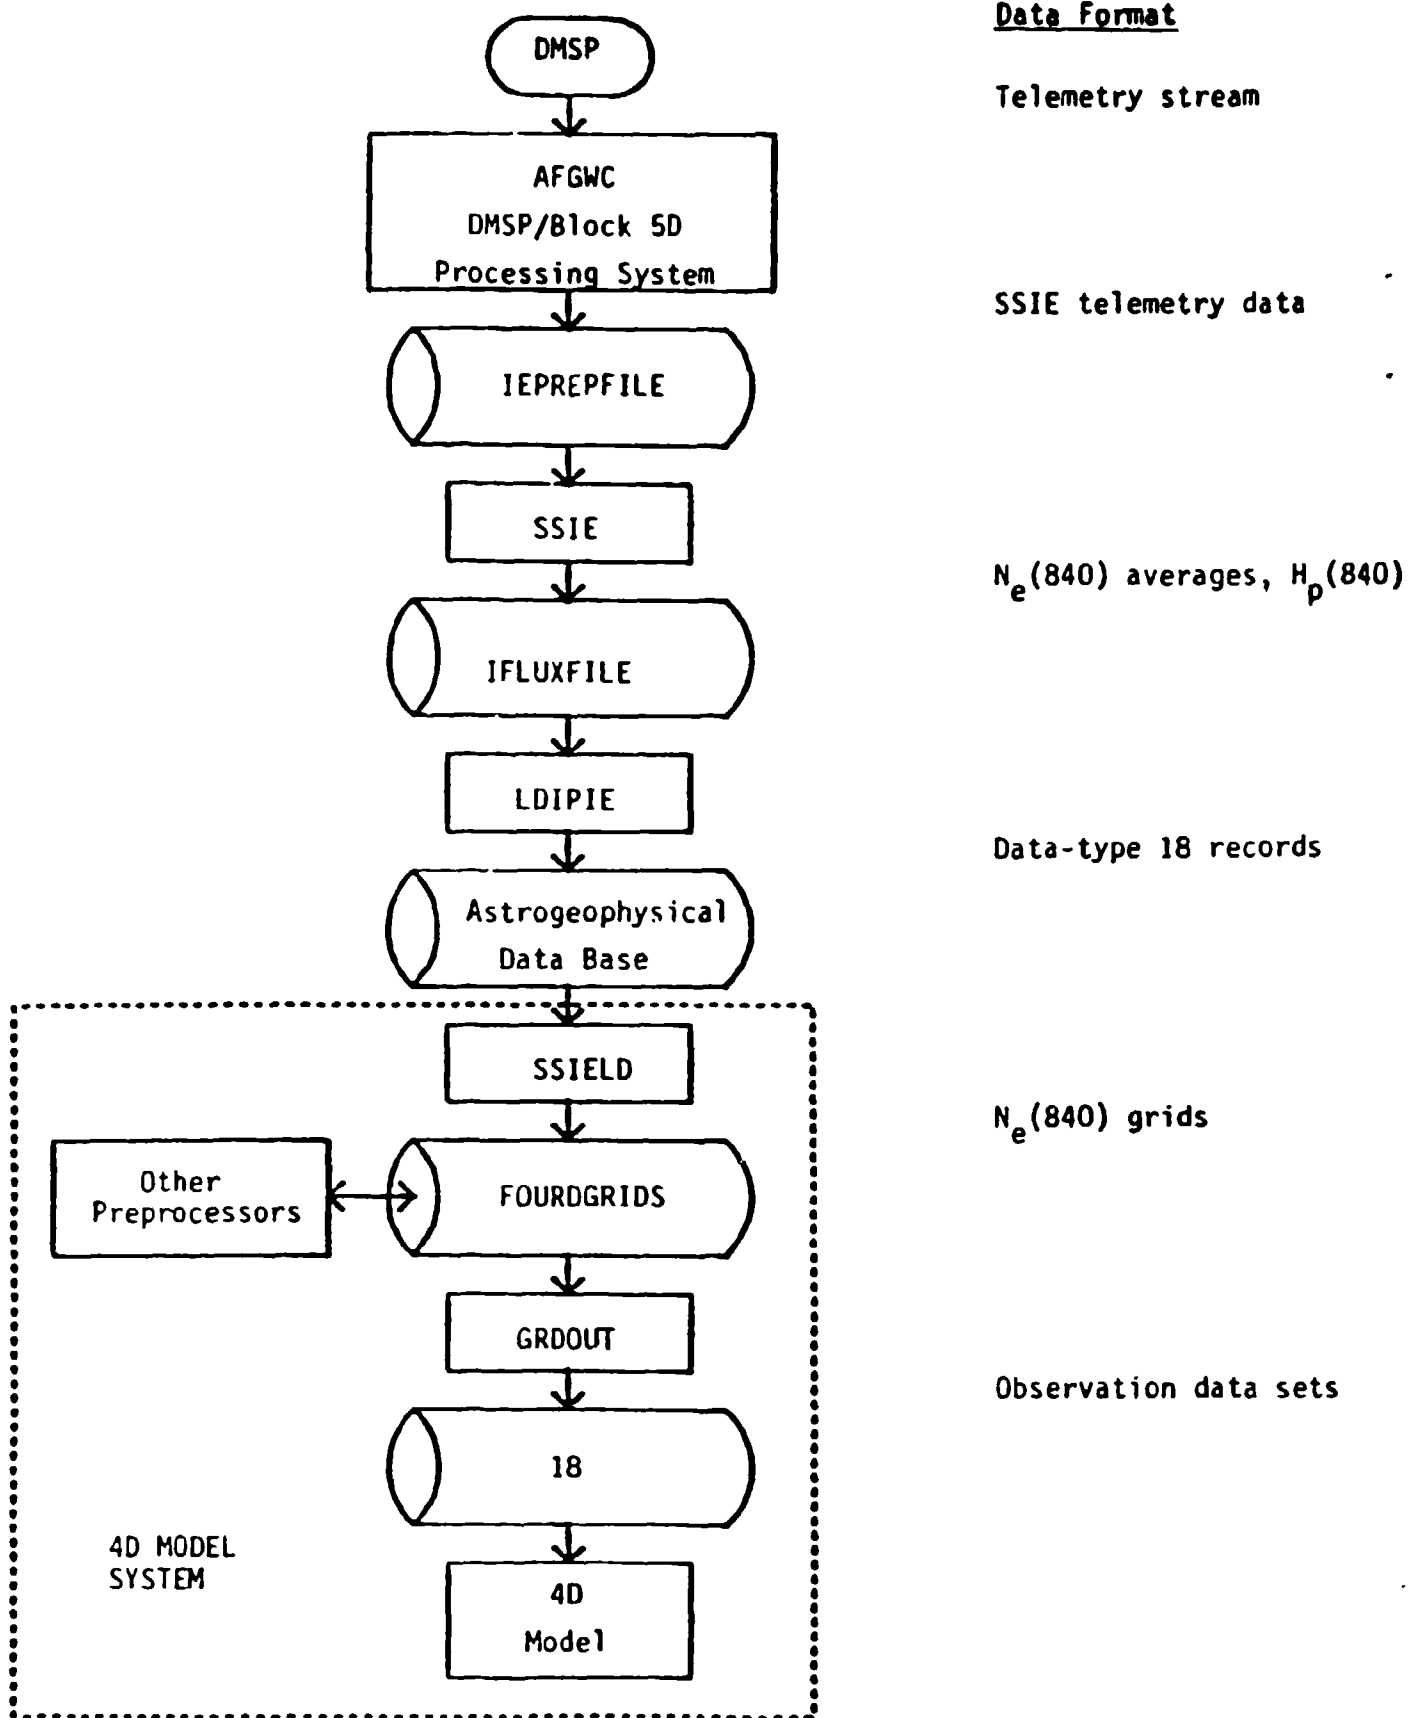 Data Format
DMSP
Telemetry stream
AFGWC
DMSP/Block 5D
Processing System
SSIE telemetry data
IEPREPFILE
SSIE
Ne(840) averages, Hp(840)
IFLUXFILE
LDIPIE
Data-type 18 records
Astrogeophysical
Data Base
SSIELD
Ne(840) grids
Other
Preprocessors
FOURDGRIDS
GRDOUT
Observation data sets
18
4D MODEL
SYSTEM
4D
Model